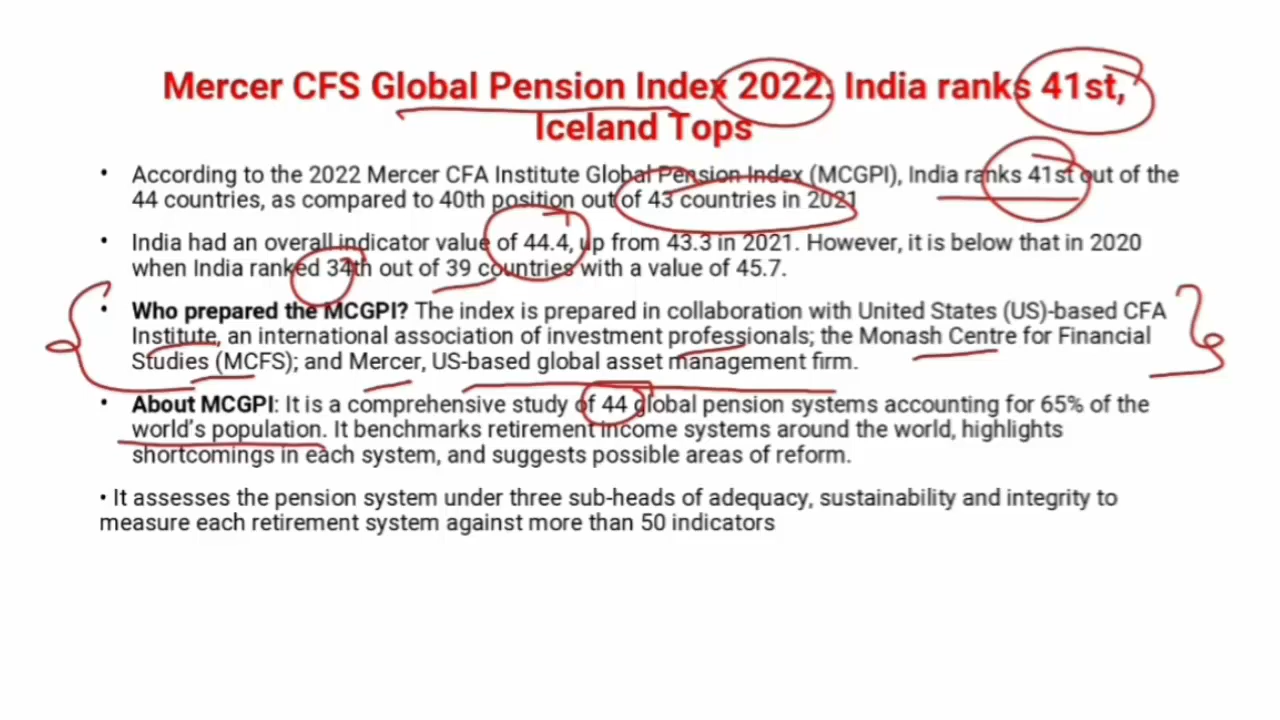 Mercer CFS Global Pension Index 2022. India ranks 41st,
Iceland Tops
• According to the 2022 Mercer CFA Institute Global Pension Index (MCGPI), India ranks 41st out of the
44 countries, as compared to 40th position out of 43 countries in 2021
• India had an overall indicator value of 44.4, up from 43.3 in 2021. However, it is below that in 2020
when India ranked 34th out of 39 countries with a value of 45.7.
• Who prepared the MCGPI? The index is prepared in collaboration with United States (US)-based CFA
Institute, an international association of investment professionals; the Monash Centre for Financial
Studies (MCFS); and Mercer, US-based global asset management firm.
• About MCGPI: It is a comprehensive study of 44 global pension systems accounting for 65% of the
world's population. It benchmarks retirement income systems around the world, highlights
shortcomings in each system, and suggests possible areas of reform.
• It assesses the pension system under three sub-heads of adequacy, sustainability and integrity to
measure each retirement system against more than 50 indicators